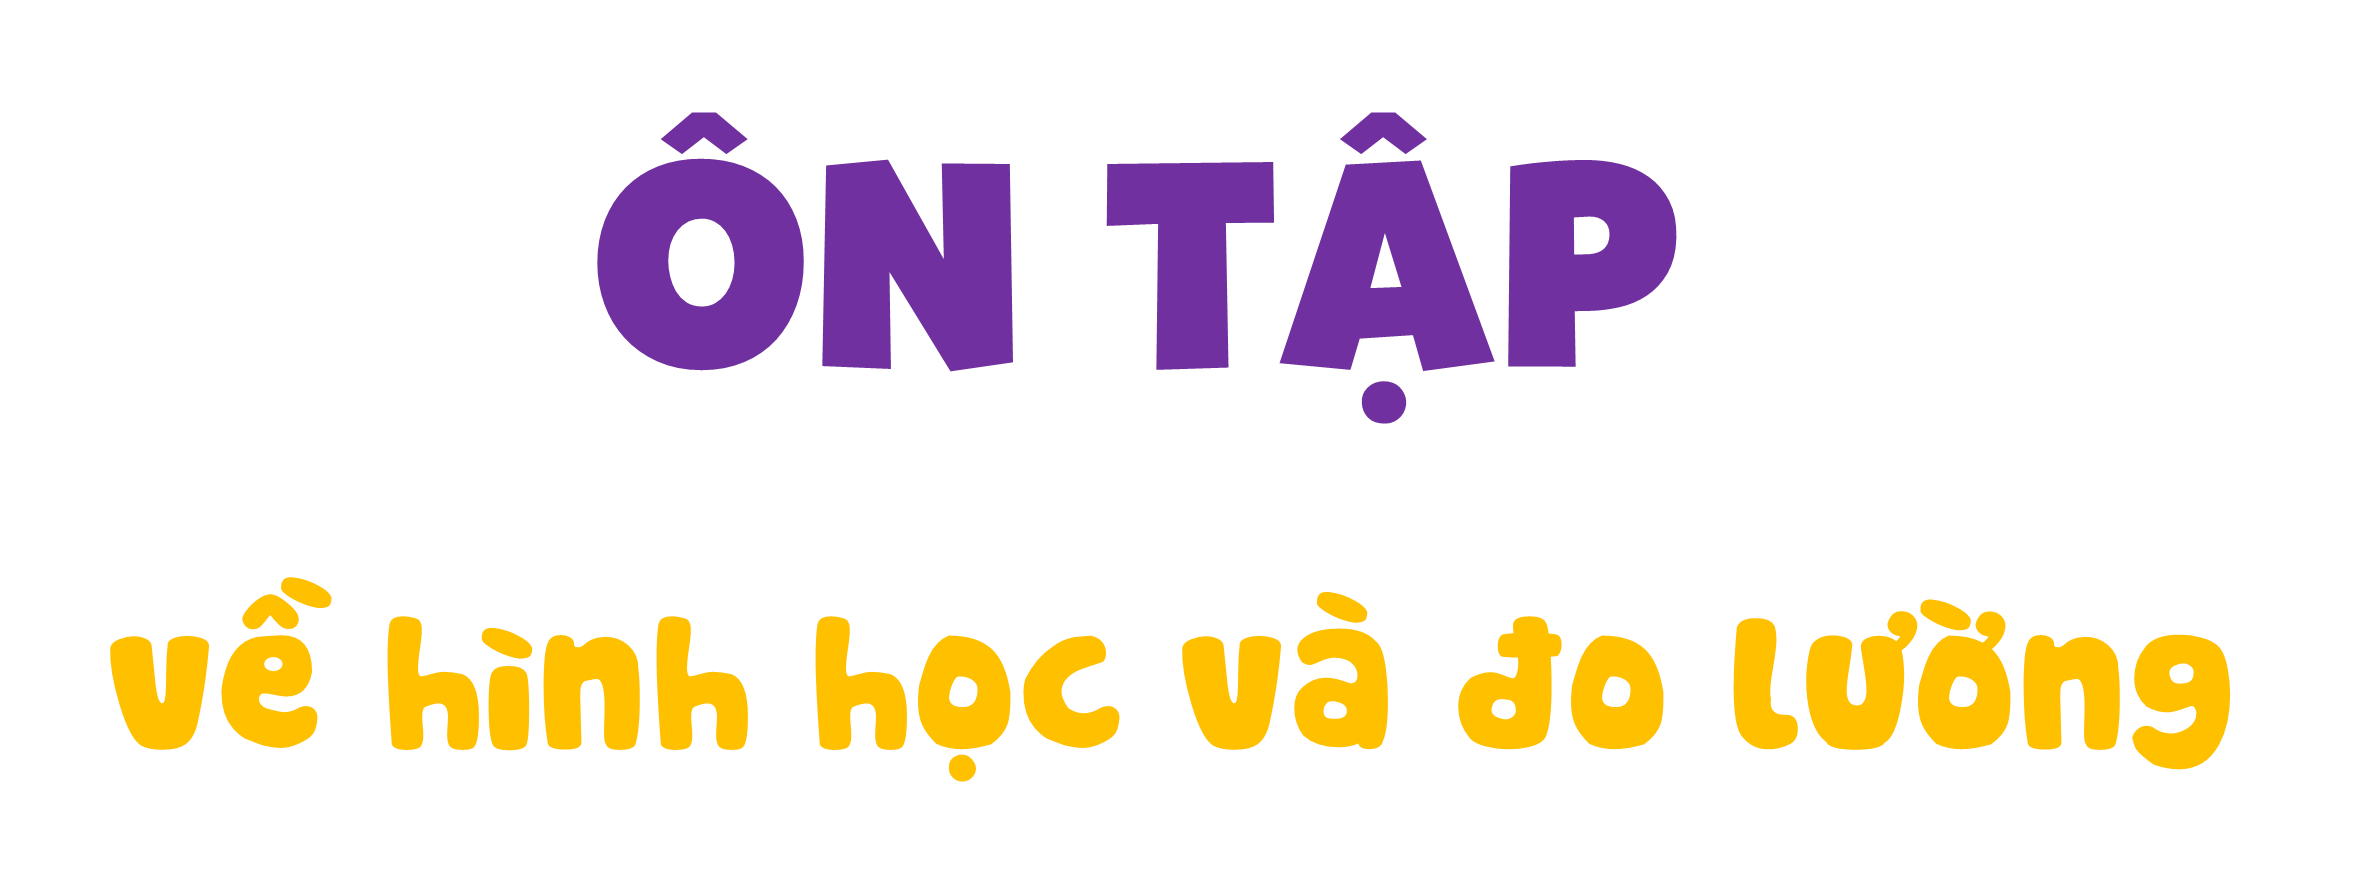 ÔN TẬP
về hình học và đo lường